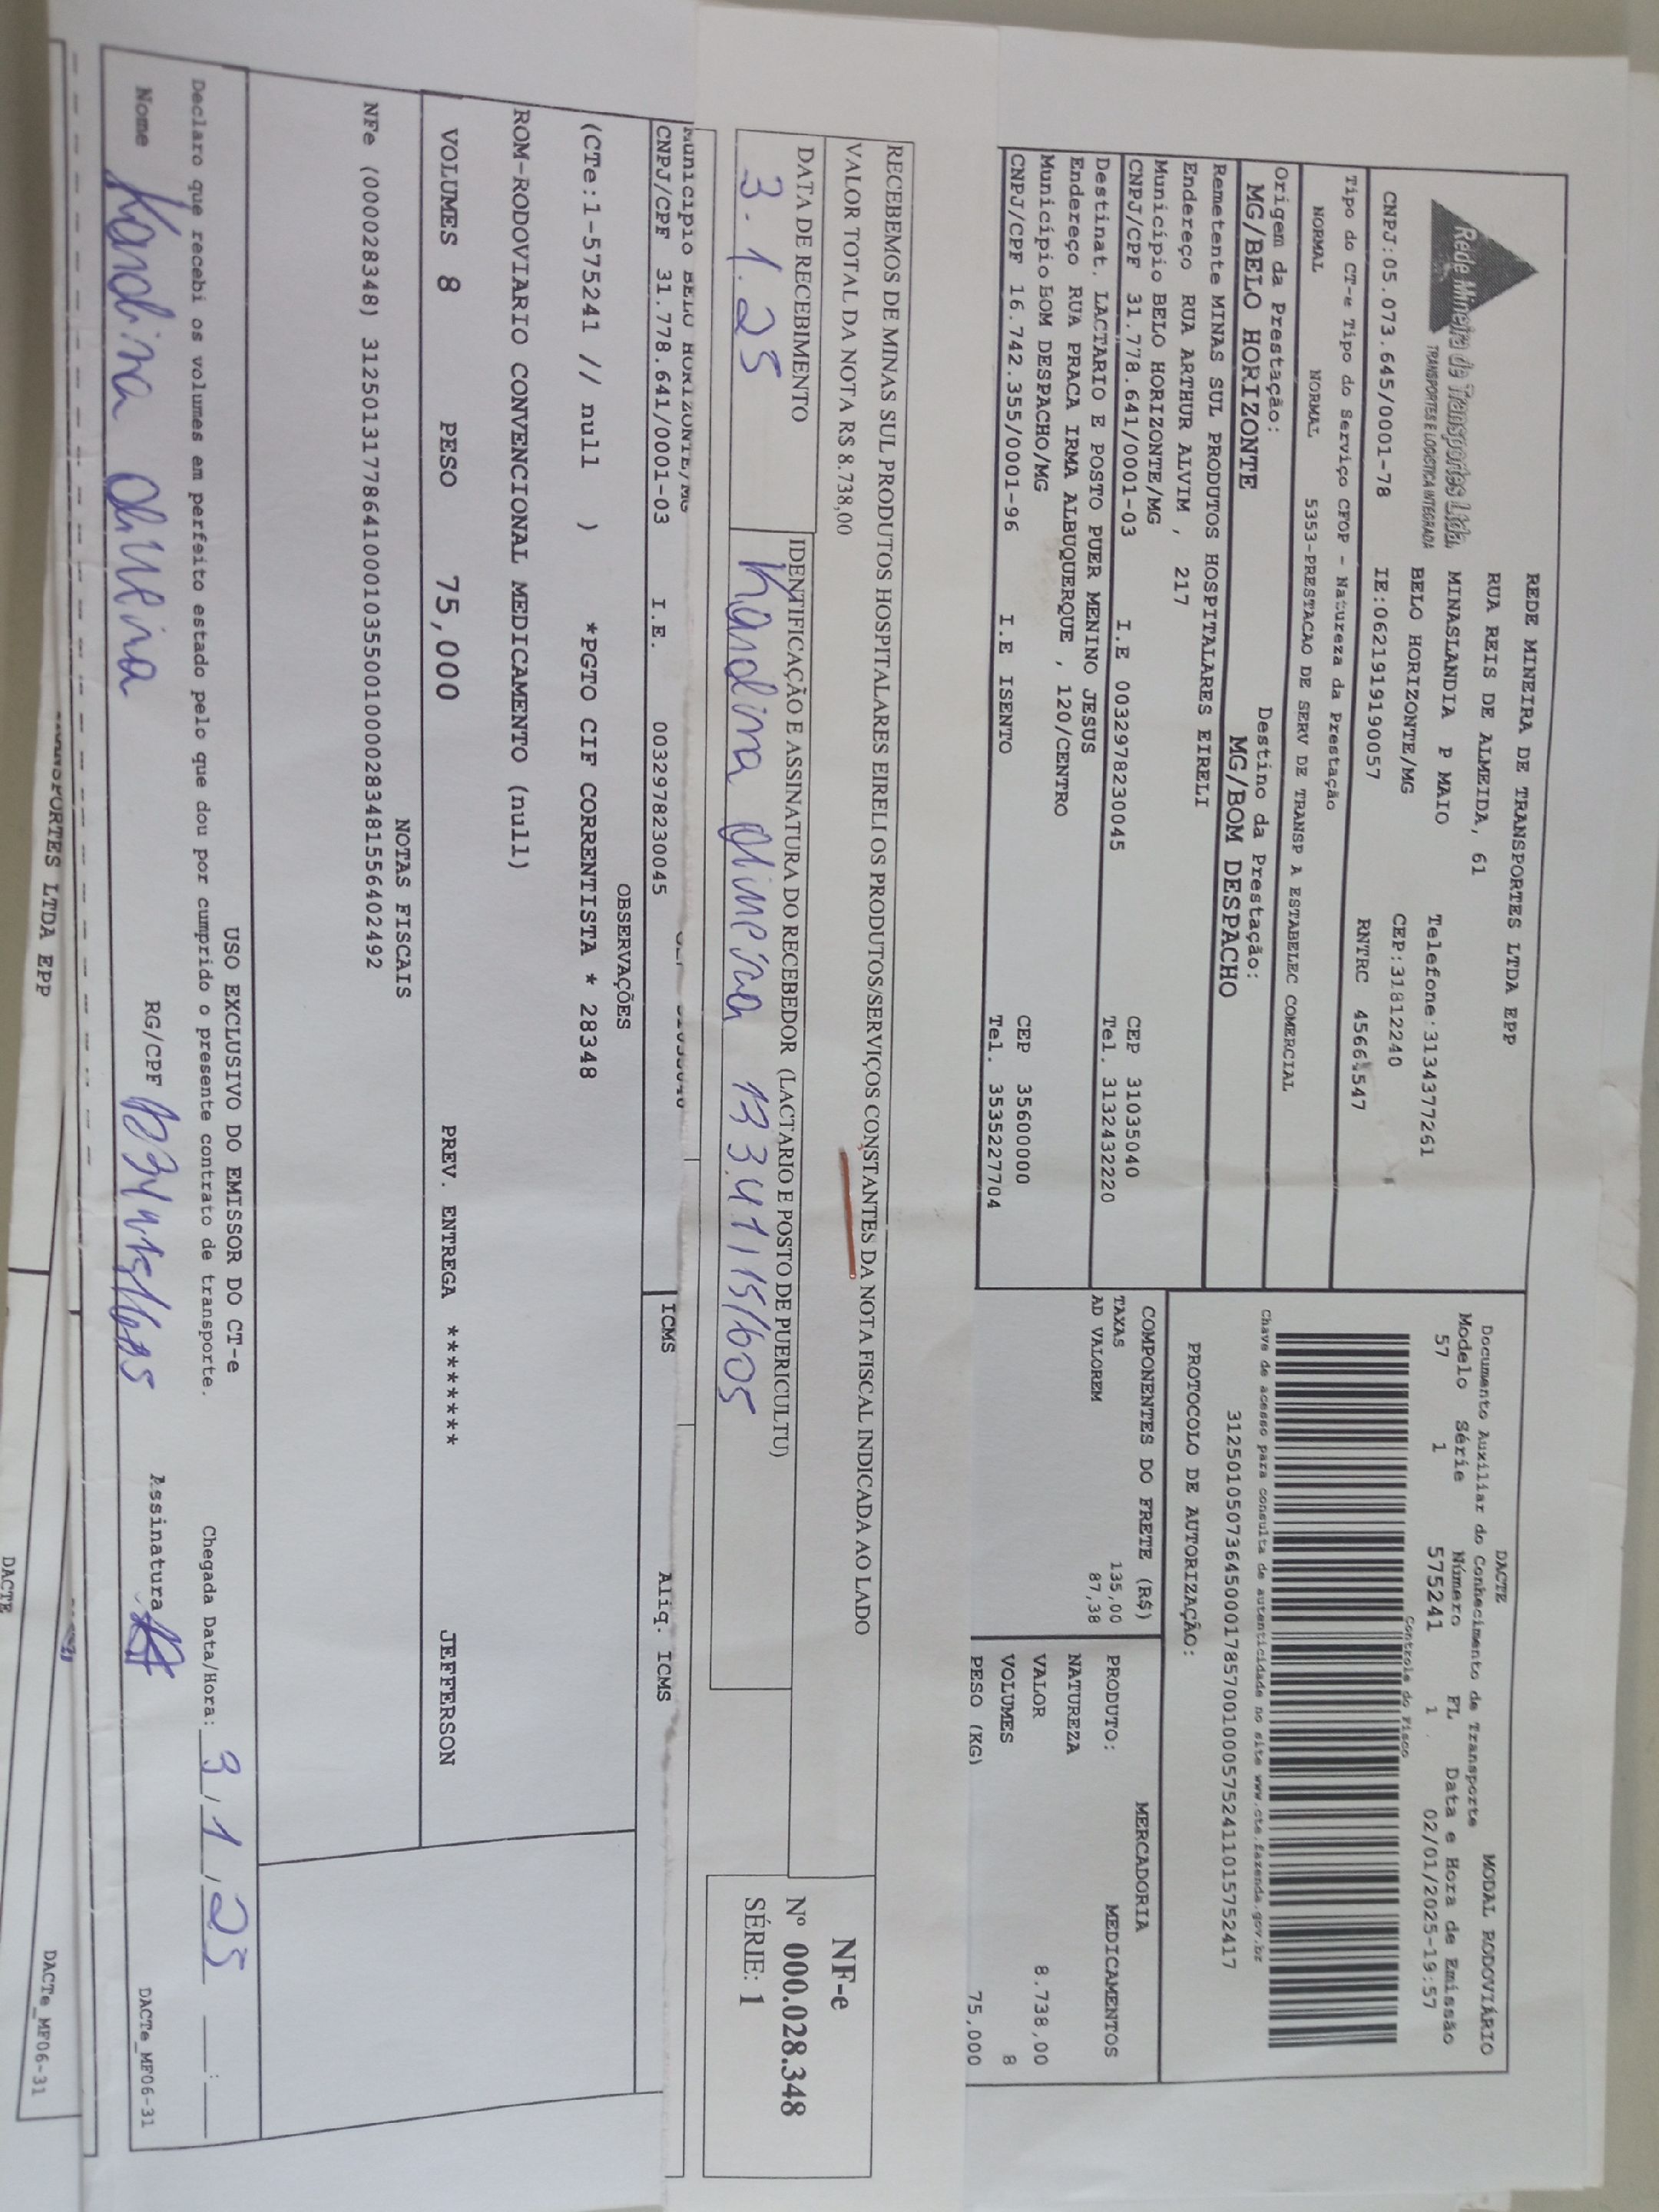 Rede Mineira de Transportes Ltda.
TRANSPORTES E LOGISTICA INTEGRADA
REDE MINEIRA DE TRANSPORTES LTDA EPP
RUA REIS DE ALMEIDA, 61
MINASLANDIA P MAIO Telefone:3134377261
BELO HORIZONTE/MG CEP:31812240
CNPJ:05.073.645/0001-78 IE:0621919190057 RNTRC
Tipo do CT-e Tipo do Serviço CFOP - Natureza da Prestação
NORMAL NORMAL 5353-PRESTACAO DE SERV DE TRANSP A ESTABELEC COMERCIAL
Origem da Prestação: Destino da Prestação:
MG/BELO HORIZONTE MG/BOM DESPACHO
Remetente MINAS SUL PRODUTOS HOSPITALARES EIRELI
Endereço RUA ARTHUR ALVIM , 217
Município BELO HORIZONTE/MG CEP 31035040
CNPJ/CPF 31.778.641/0001-03 I.E 0032978230045 Tel. 3132432220
Destinat. LACTARIO E POSTO PUER MENINO JESUS
Endereço RUA PRACA IRMA ALBUQUERQUE , 120/CENTRO
Município BOM DESPACHO/MG CEP 35600000
CNPJ/CPF 16.742.355/0001-96 I.E ISENTO Tel. 3535227704
DACTE MODAL RODOVIÁRIO
Documento Auxiliar do Conhecimento de Transporte
Modelo Série Número FL Data e Hora de Emissão
57 1 575241 1 02/01/2025-19:57
Controle do Fisco
Chave de acesso para consulta de autenticidade no site www.cte.fazenda.gov.br
31250105073645000178570010005752411015752417
PROTOCOLO DE AUTORIZAÇÃO:
COMPONENTES DO FRETE (R$)
TAXAS 135,00
AD VALOREM 87,38
MERCADORIA
PRODUTO: MEDICAMENTOS
NATUREZA
VALOR 8.738,00
VOLUMES 8
PESO (KG) 75,000
RECEBEMOS DE MINAS SUL PRODUTOS HOSPITALARES EIRELI OS PRODUTOS/SERVIÇOS CONSTANTES DA NOTA FISCAL INDICADA AO LADO
VALOR TOTAL DA NOTA R$ 8.738,00
DATA DE RECEBIMENTO IDENTIFICAÇÃO E ASSINATURA DO RECEBEDOR (LACTARIO E POSTO DE PUERICULTU)
3.1.25
NF-e
Nº 000.028.348
SÉRIE: 1
Município BELO HORIZONTE/MG
CNPJ/CPF 31.778.641/0001-03 I.E. 0032978230045 ICMS Aliq. ICMS
OBSERVAÇÕES
(CTe:1-575241 // null ) *PGTO CIF CORRENTISTA * 28348
ROM-RODOVIARIO CONVENCIONAL MEDICAMENTO (null)
VOLUMES 8 PESO 75,000 PREV. ENTREGA ******** JEFFERSON
NOTAS FISCAIS
NFe (000028348) 31250131778641000103550010000283481556402492
USO EXCLUSIVO DO EMISSOR DO CT-e
Declaro que recebi os volumes em perfeito estado pelo que dou por cumprido o presente contrato de transporte. Chegada Data/Hora: 3/1/25 __:__
Nome RG/CPF Assinatura DACTe_MF06-31
LTDA EPP
DACTE
DACTe_MF06-31